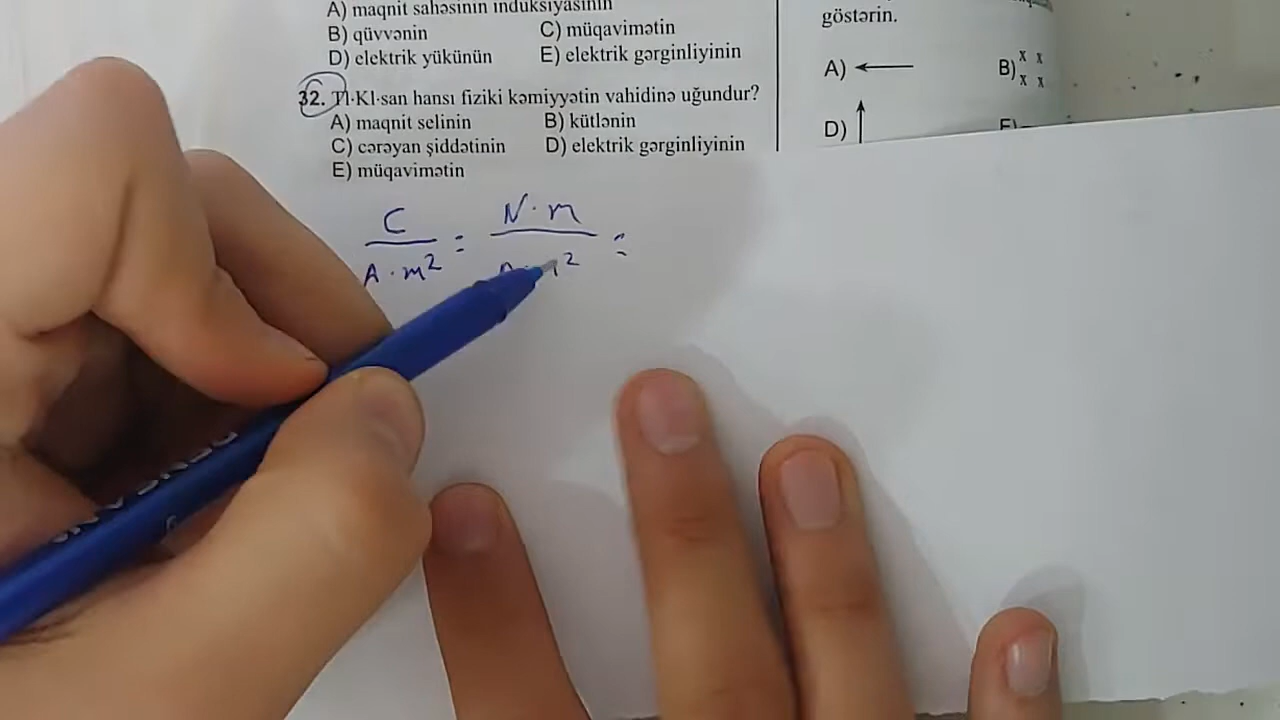 A) maqnit sahəsinin induksiyasının
B) qüvvənin C) müqavimətin
D) elektrik yükünün E) elektrik gərginliyinin
32. Tl·Kl·san hansı fiziki kəmiyyətin vahidinə uğundur?
A) maqnit selinin B) kütlənin
C) cərəyan şiddətinin D) elektrik gərginliyinin
E) müqavimətin
C / A · m² = N · m / ² =
göstərin.
A) ← B) x x
x x
D) ↑ E)